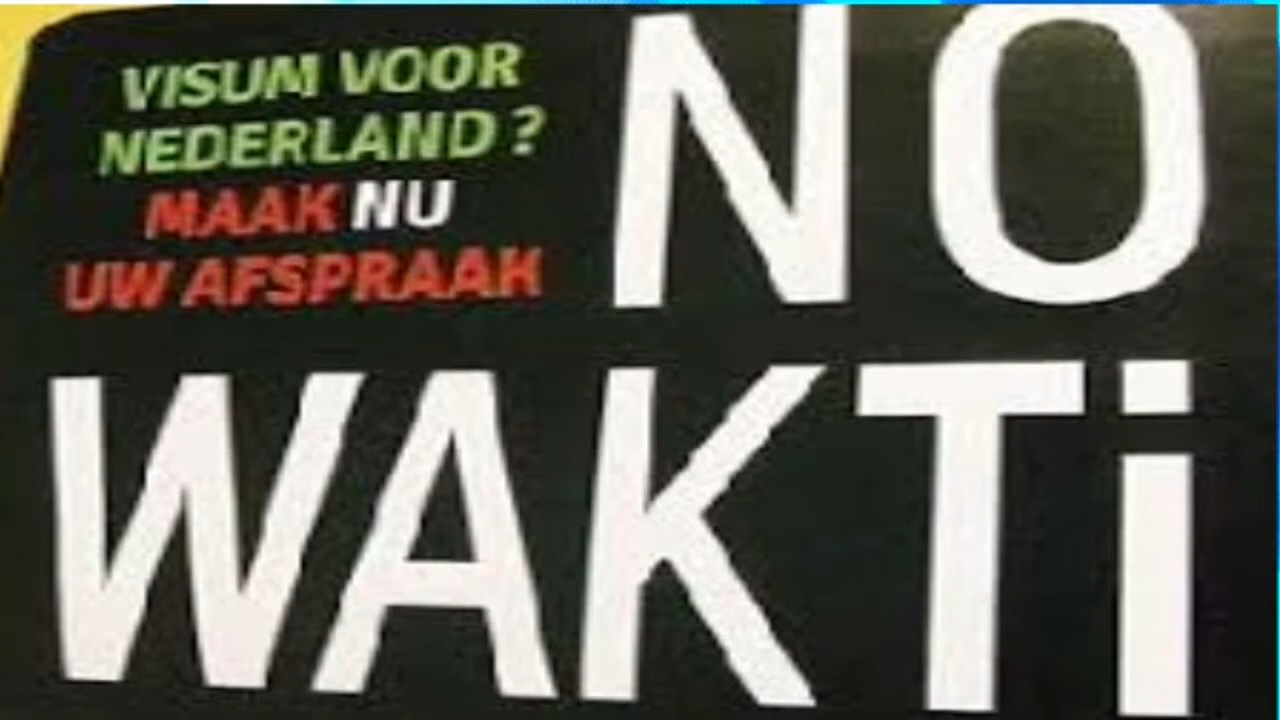 VISUM VOOR
NEDERLAND ?
MAAK NU
UW AFSPRAAK
NO
WAKTi